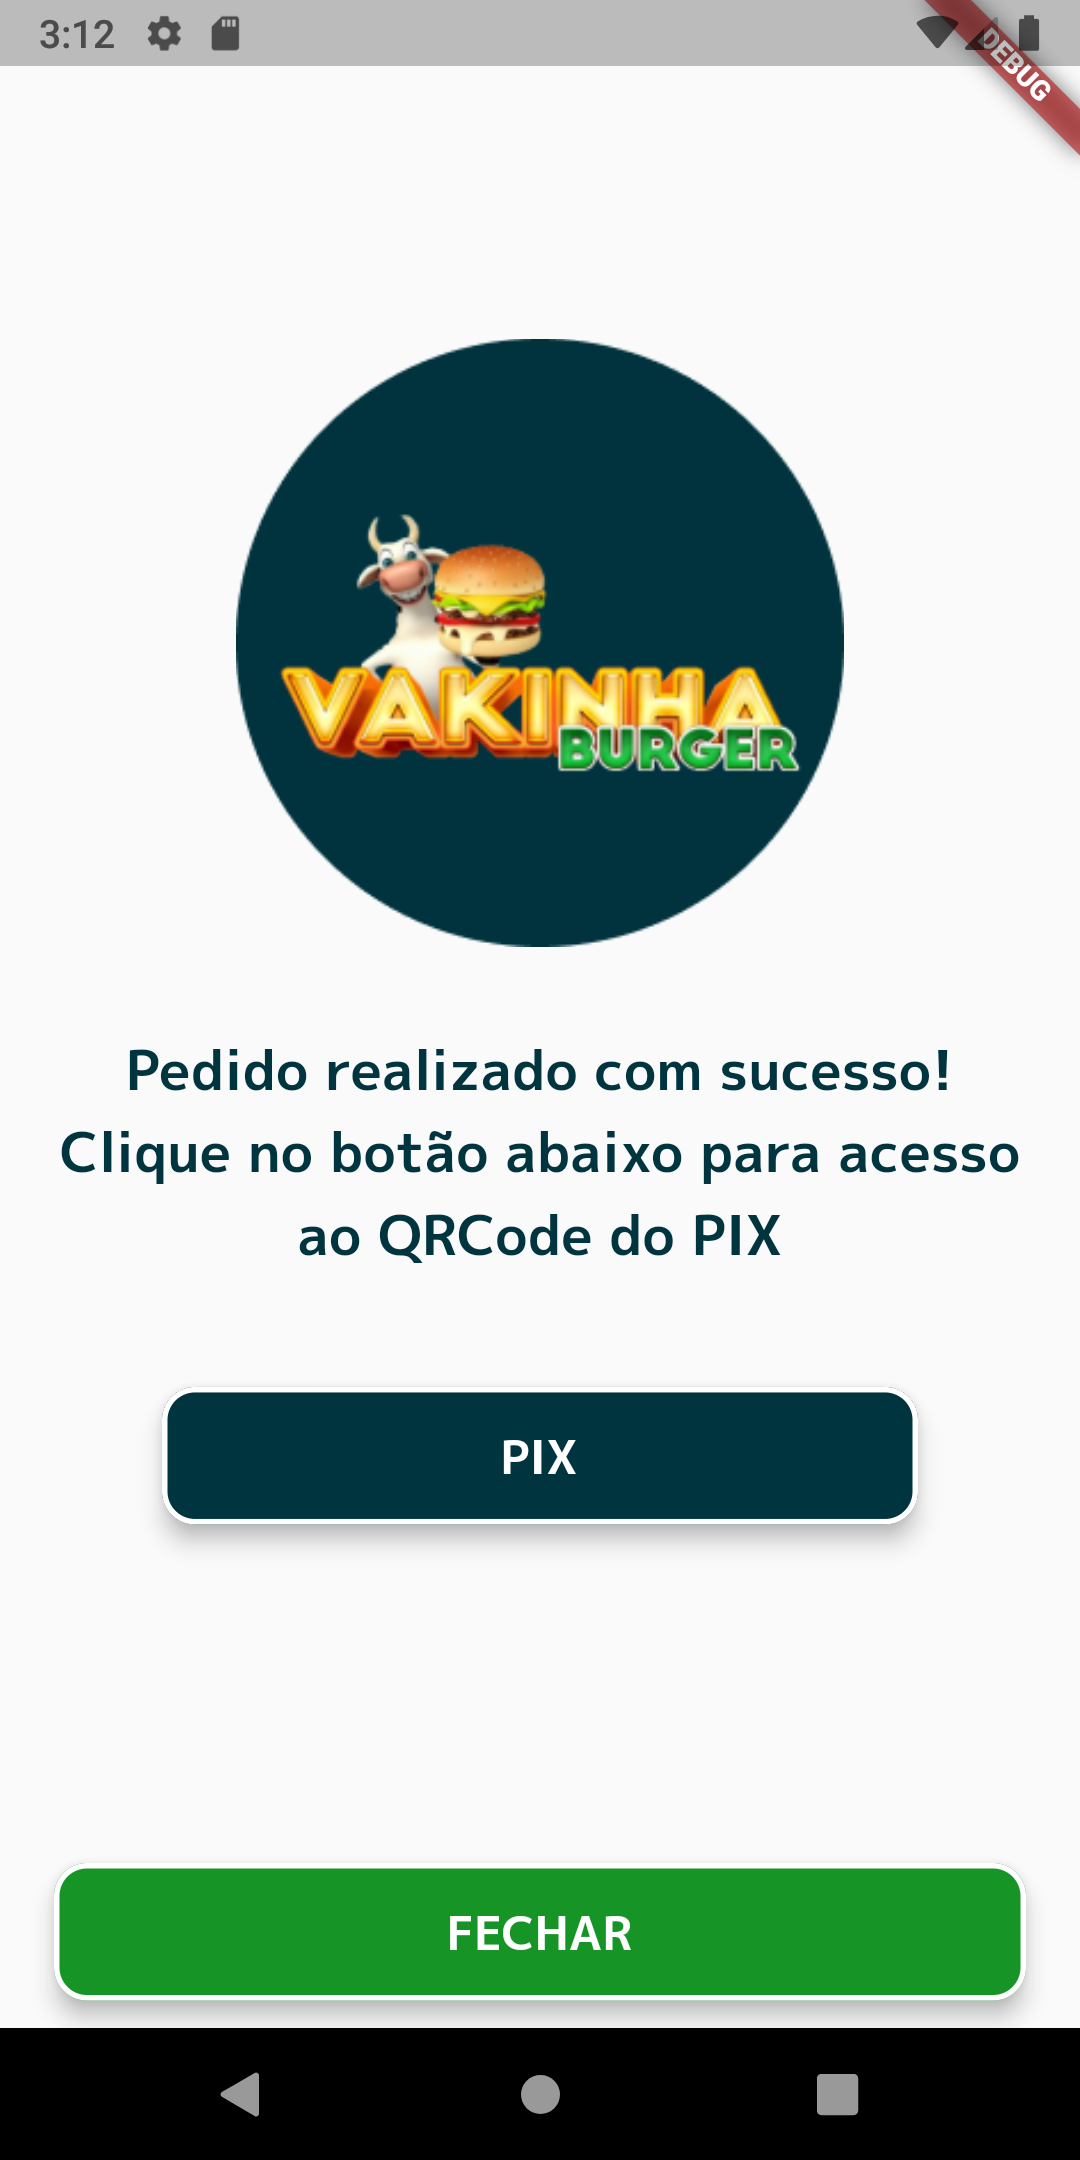 3:12
DEBUG
VAKINHA
BURGER
Pedido realizado com sucesso!
Clique no botão abaixo para acesso
ao QRCode do PIX
PIX
FECHAR